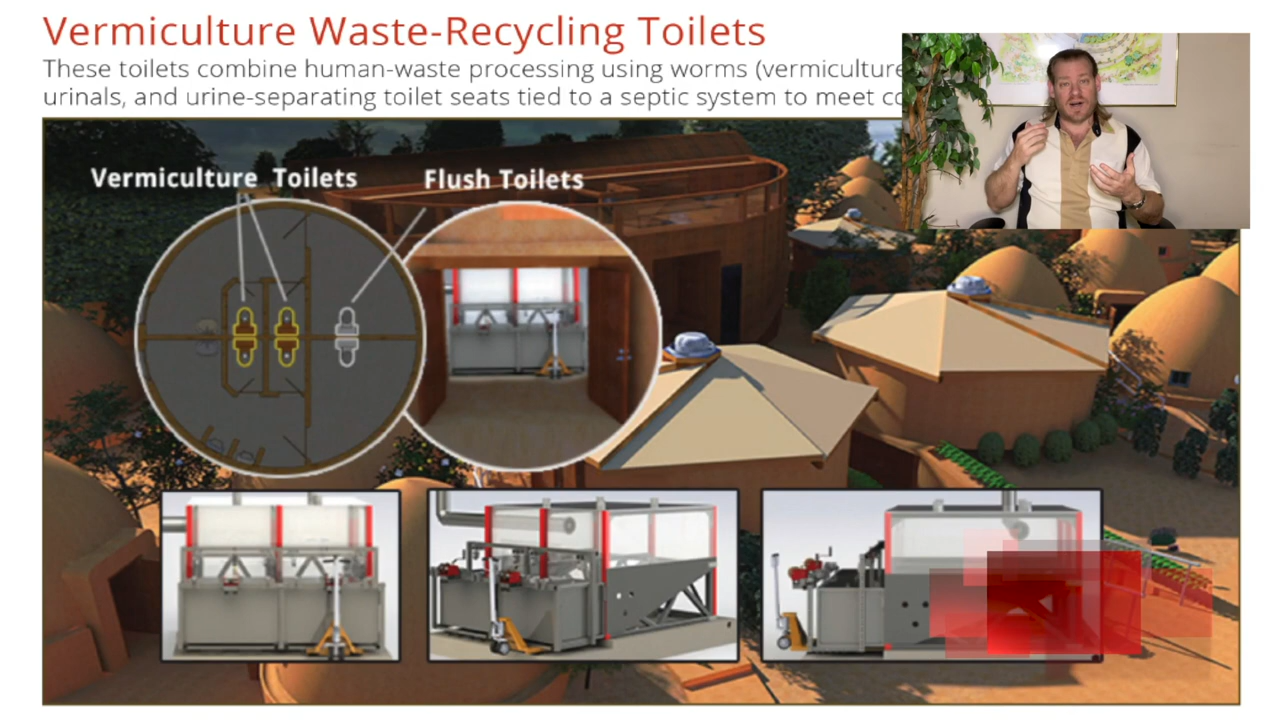 Vermiculture Waste-Recycling Toilets
These toilets combine human-waste processing using worms (vermiculture
urinals, and urine-separating toilet seats tied to a septic system to meet
Vermiculture Toilets
Flush Toilets